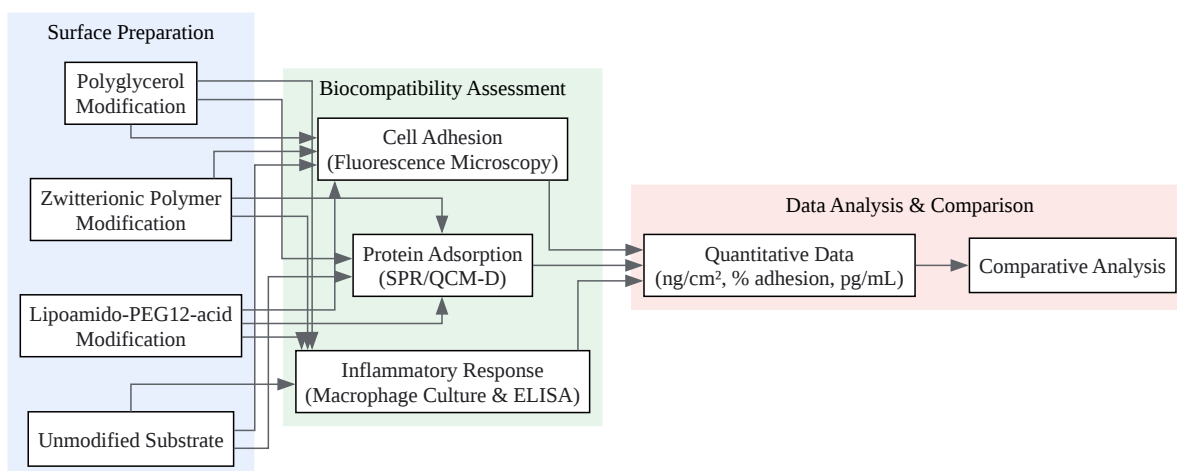 Surface Preparation
Polyglycerol
Modification
Zwitterionic Polymer
Modification
Lipoamido-PEG12-acid
Modification
Unmodified Substrate
Biocompatibility Assessment
Cell Adhesion
(Fluorescence Microscopy)
Protein Adsorption
(SPR/QCM-D)
Inflammatory Response
(Macrophage Culture & ELISA)
Data Analysis & Comparison
Quantitative Data
(ng/cm², % adhesion, pg/mL)
Comparative Analysis